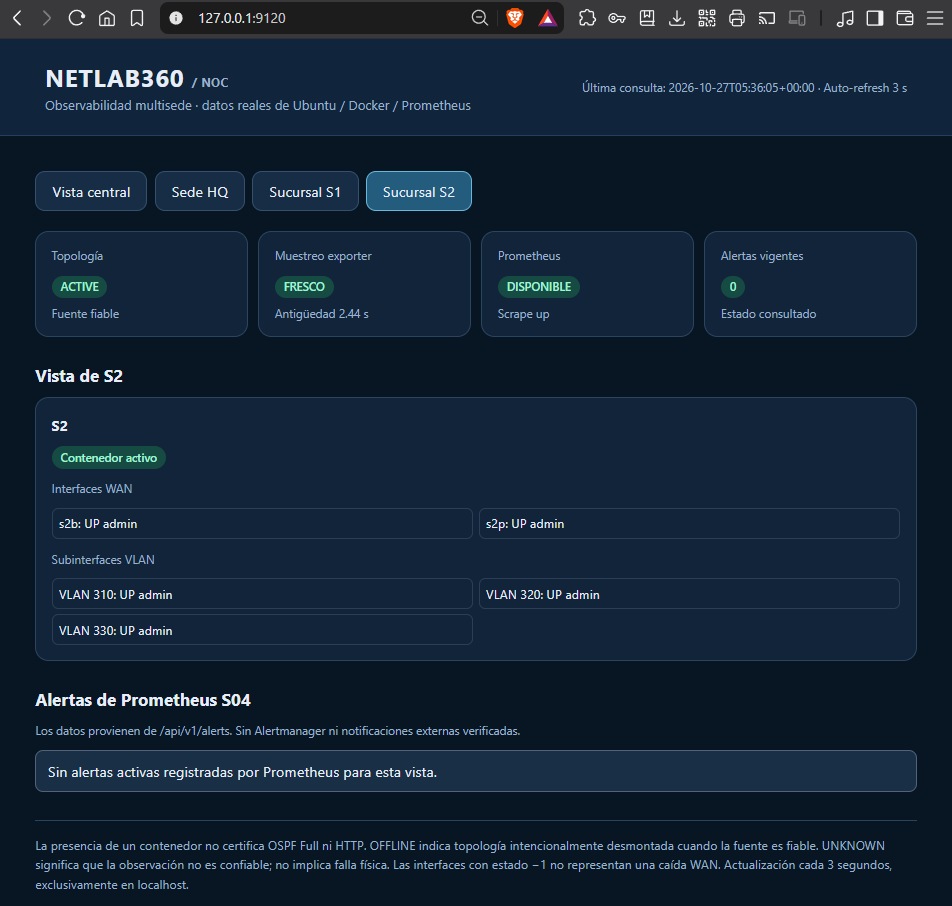 127.0.0.1:9120
NETLAB360 / NOC
Observabilidad multisede · datos reales de Ubuntu / Docker / Prometheus
Última consulta: 2026-10-27T05:36:05+00:00 · Auto-refresh 3 s
Vista central
Sede HQ
Sucursal S1
Sucursal S2
Topología
ACTIVE
Fuente fiable
Muestreo exporter
FRESCO
Antigüedad 2.44 s
Prometheus
DISPONIBLE
Scrape up
Alertas vigentes
0
Estado consultado
Vista de S2
S2
Contenedor activo
Interfaces WAN
s2b: UP admin
s2p: UP admin
Subinterfaces VLAN
VLAN 310: UP admin
VLAN 320: UP admin
VLAN 330: UP admin
Alertas de Prometheus S04
Los datos provienen de /api/v1/alerts. Sin Alertmanager ni notificaciones externas verificadas.
Sin alertas activas registradas por Prometheus para esta vista.
La presencia de un contenedor no certifica OSPF Full ni HTTP. OFFLINE indica topología intencionalmente desmontada cuando la fuente es fiable. UNKNOWN
significa que la observación no es confiable; no implica falla física. Las interfaces con estado −1 no representan una caída WAN. Actualización cada 3 segundos,
exclusivamente en localhost.